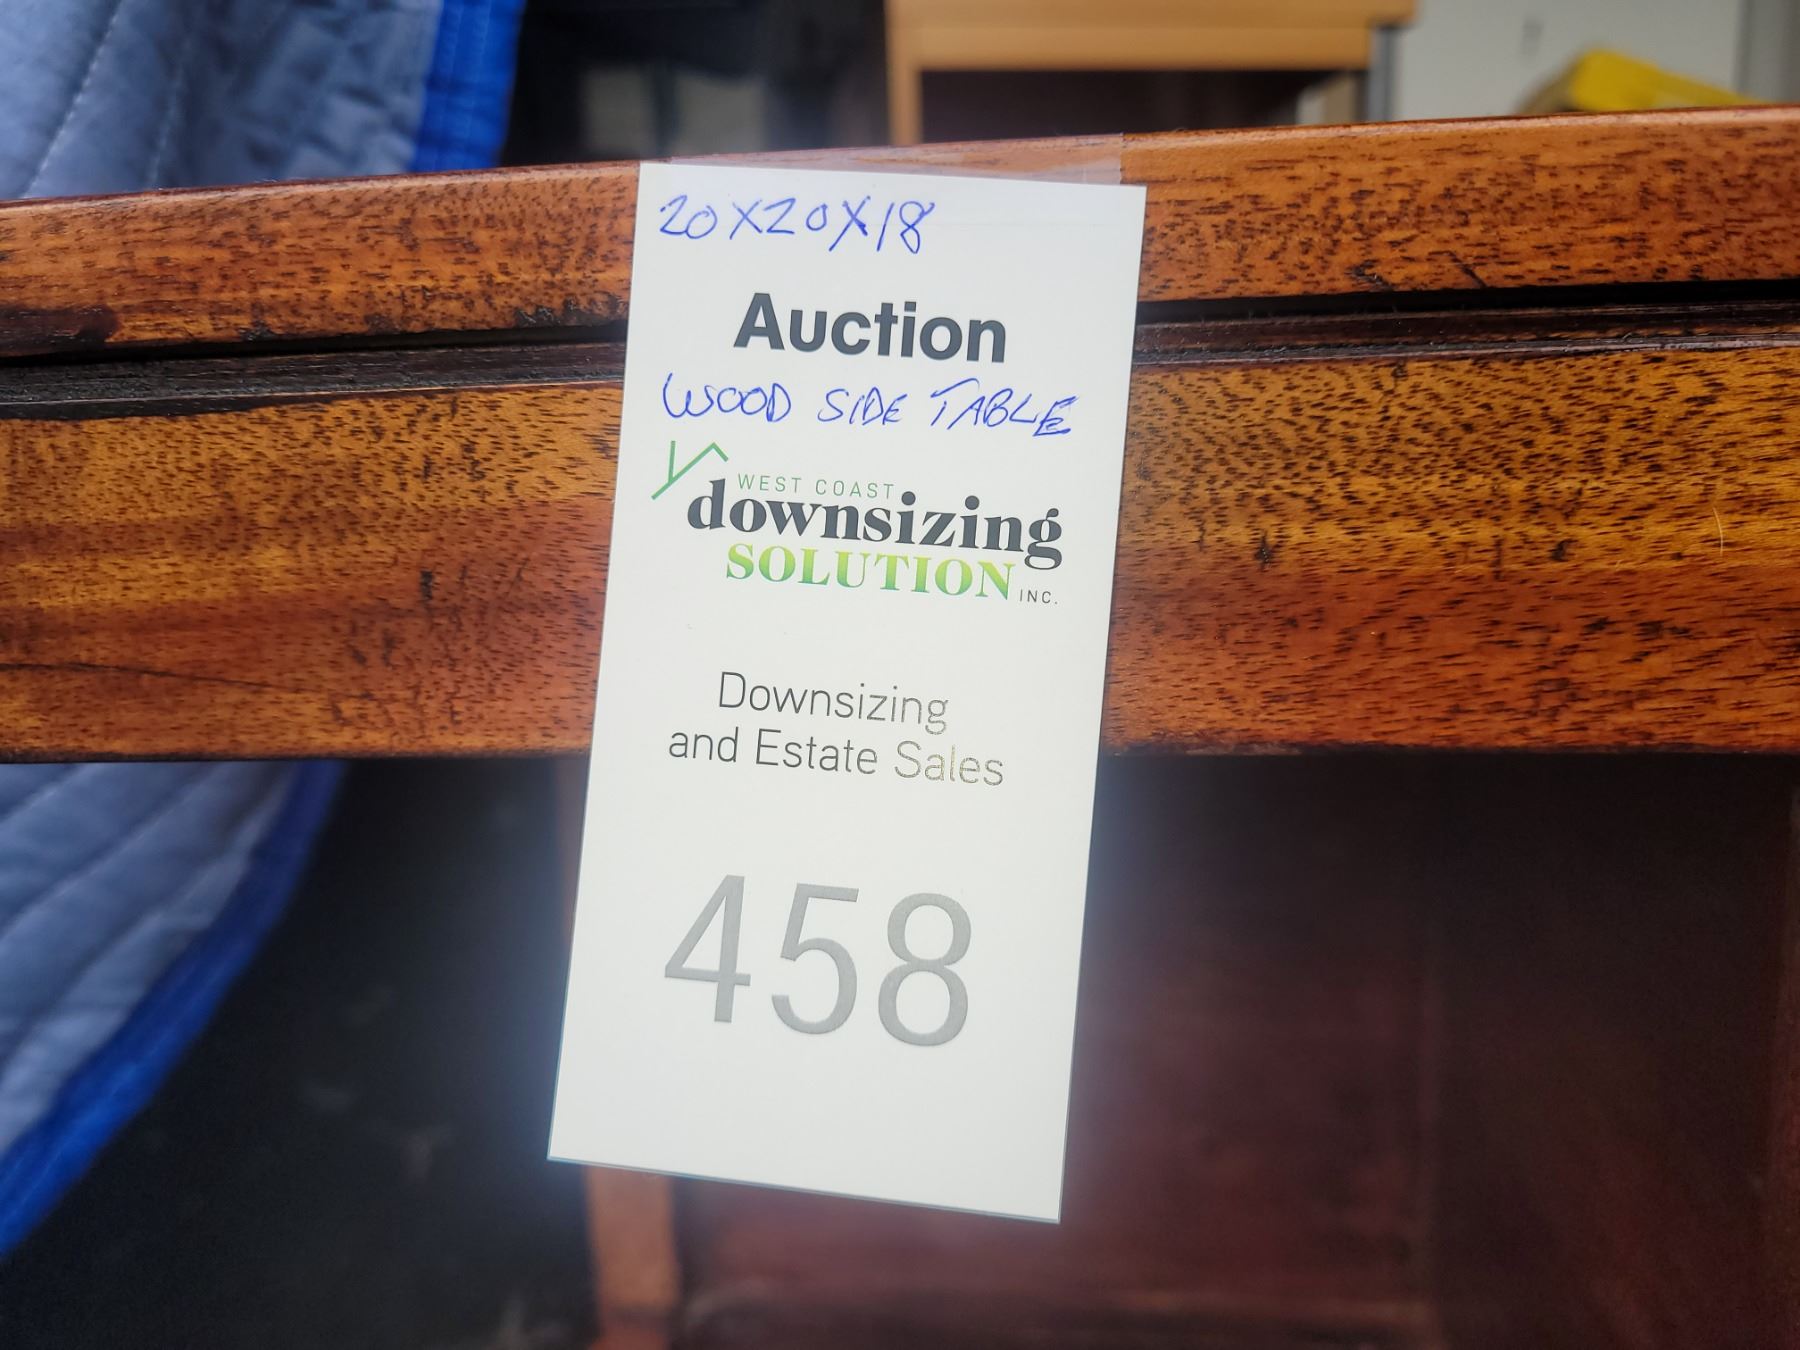 20X20X18
Auction
WOOD SIDE TABLE
WEST COAST
downsizing
SOLUTION INC.
Downsizing
and Estate Sales
458